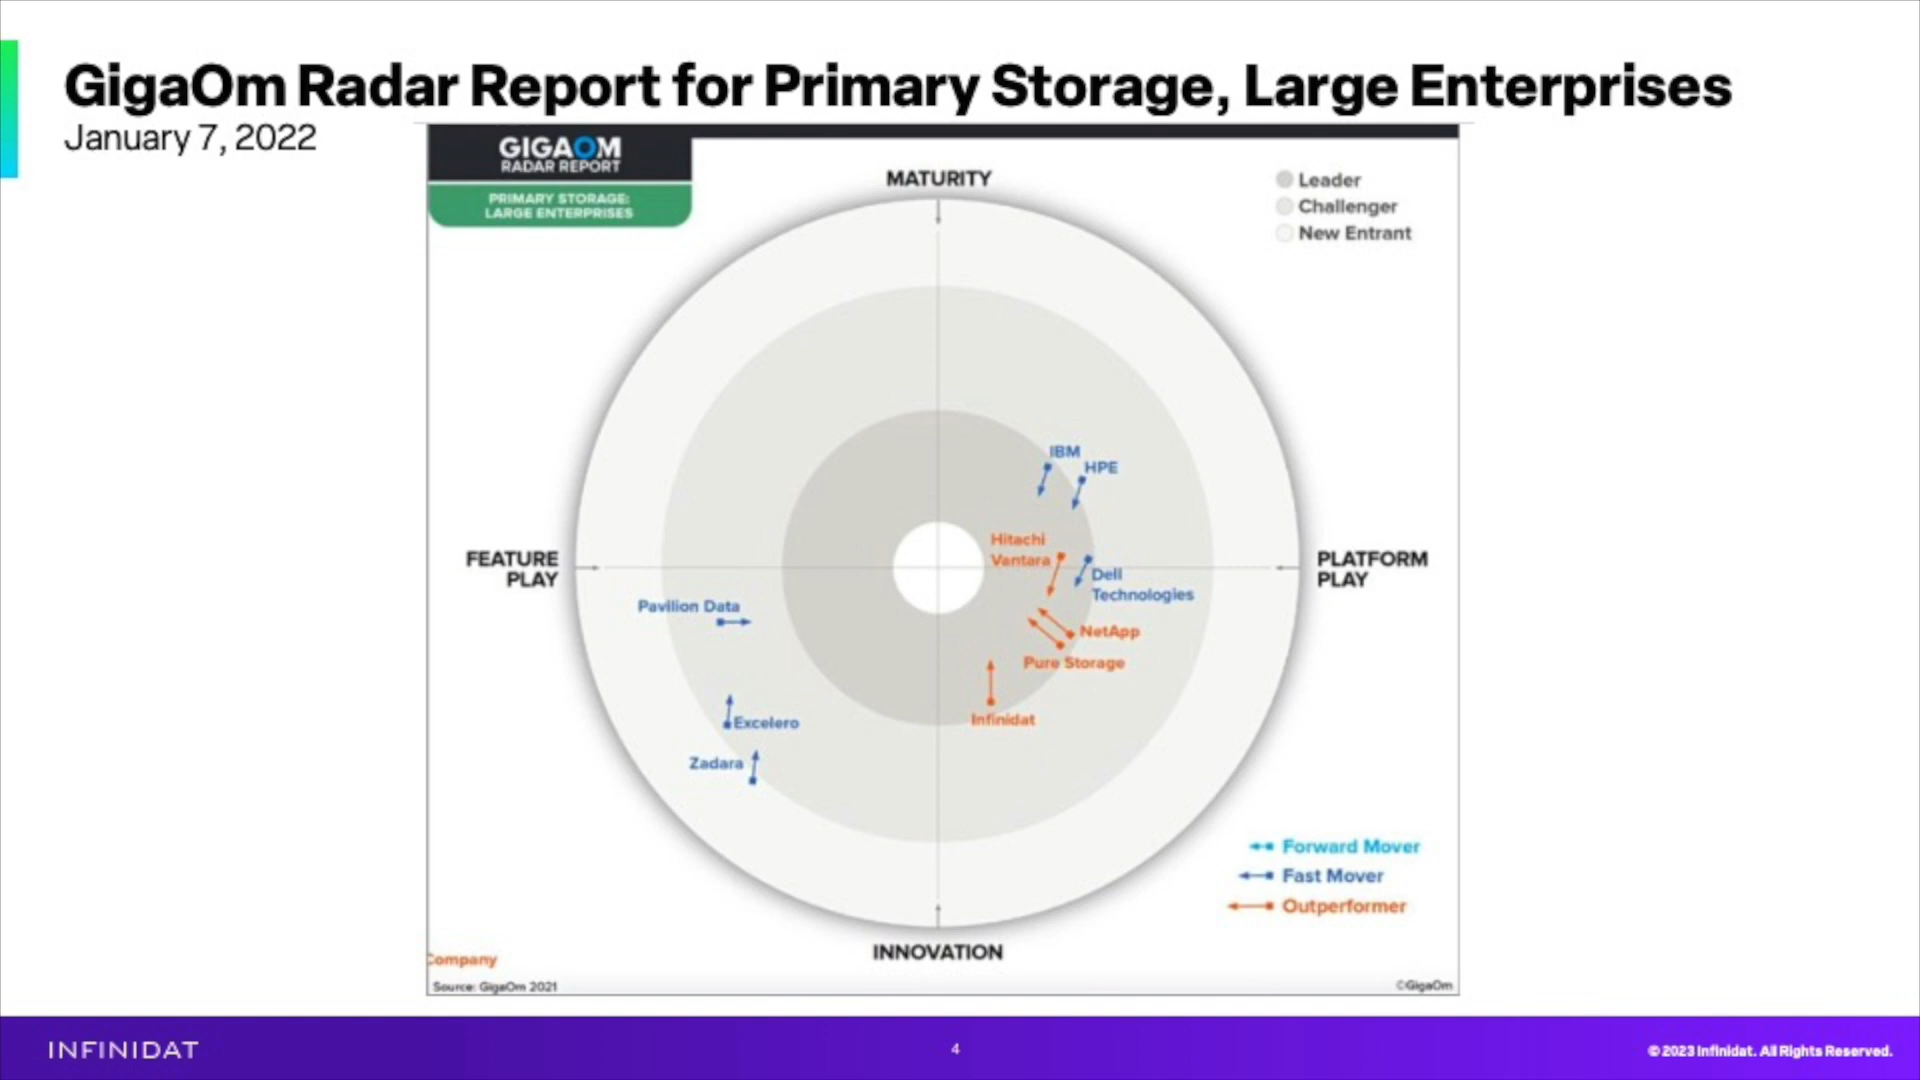 GigaOm Radar Report for Primary Storage, Large Enterprises
January 7, 2022
GIGAOM
RADAR REPORT
PRIMARY STORAGE:
LARGE ENTERPRISES
MATURITY
Leader
Challenger
New Entrant
IBM
HPE
Hitachi
Vantara
Dell
Technologies
FEATURE
PLAY
PLATFORM
PLAY
Pavilion Data
NetApp
Pure Storage
Infinidat
Excelero
Zadara
Forward Mover
Fast Mover
Outperformer
INNOVATION
Company
Source: GigaOm 2021
©GigaOm
INFINIDAT
4
© 2023 Infinidat. All Rights Reserved.